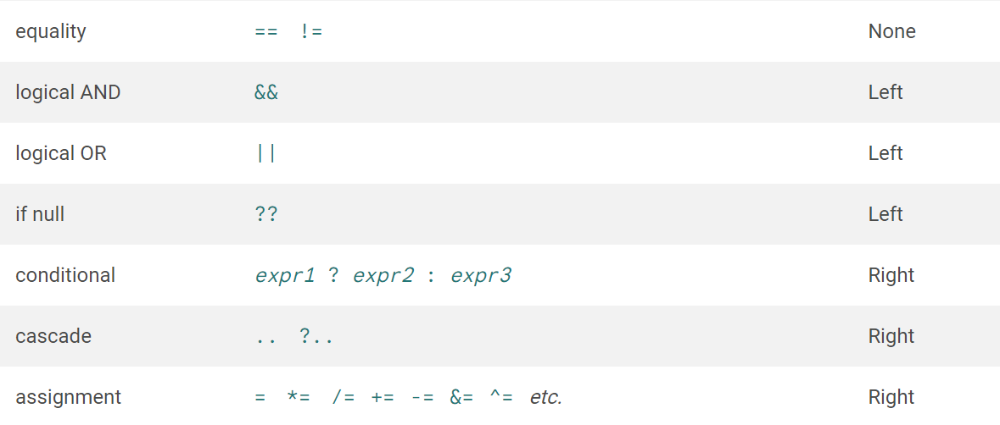 equality == != None
logical AND && Left
logical OR || Left
if null ?? Left
conditional expr1 ? expr2 : expr3 Right
cascade .. ?.. Right
assignment = *= /= += -= &= ^= etc. Right